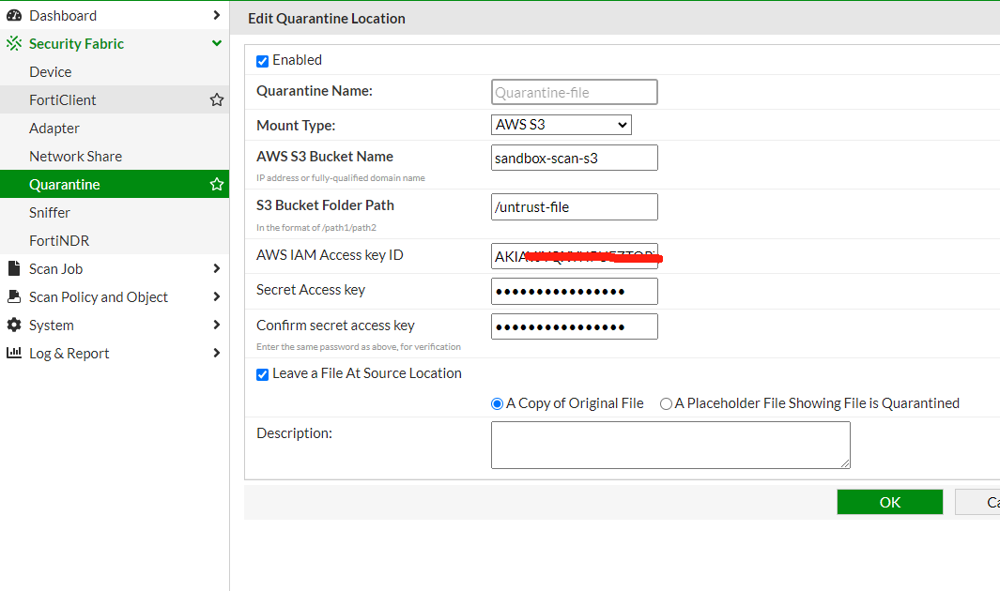 Dashboard
Security Fabric
Device
FortiClient
Adapter
Network Share
Quarantine
Sniffer
FortiNDR
Scan Job
Scan Policy and Object
System
Log & Report
Edit Quarantine Location
Enabled
Quarantine Name:
Quarantine-file
Mount Type:
AWS S3
AWS S3 Bucket Name
sandbox-scan-s3
IP address or fully-qualified domain name
S3 Bucket Folder Path
/untrust-file
In the format of /path1/path2
AWS IAM Access key ID
Secret Access key
••••••••••••••••
Confirm secret access key
••••••••••••••••
Enter the same password as above, for verification
Leave a File At Source Location
A Copy of Original File A Placeholder File Showing File is Quarantined
Description:
OK